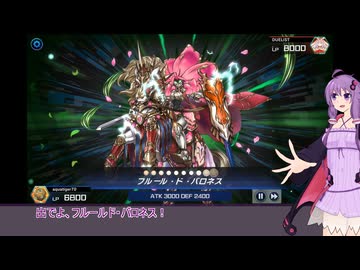 DUELIST
LP 8000
フルール・ド・バロネス
ATK 3000 DEF 2400
aquatiger10
LP 6800
出でよ、フルールド・バロネス！